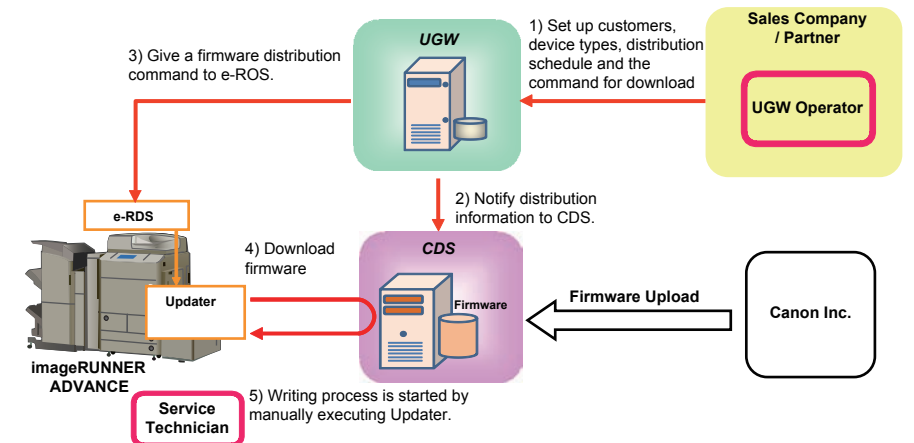 UGW
1) Set up customers,
device types, distribution
schedule and the
command for download
Sales Company
/ Partner
UGW Operator
3) Give a firmware distribution
command to e-ROS.
2) Notify distribution
information to CDS.
e-RDS
4) Download
firmware
Updater
CDS
Firmware
Firmware Upload
Canon Inc.
imageRUNNER
ADVANCE
5) Writing process is started by
manually executing Updater.
Service
Technician